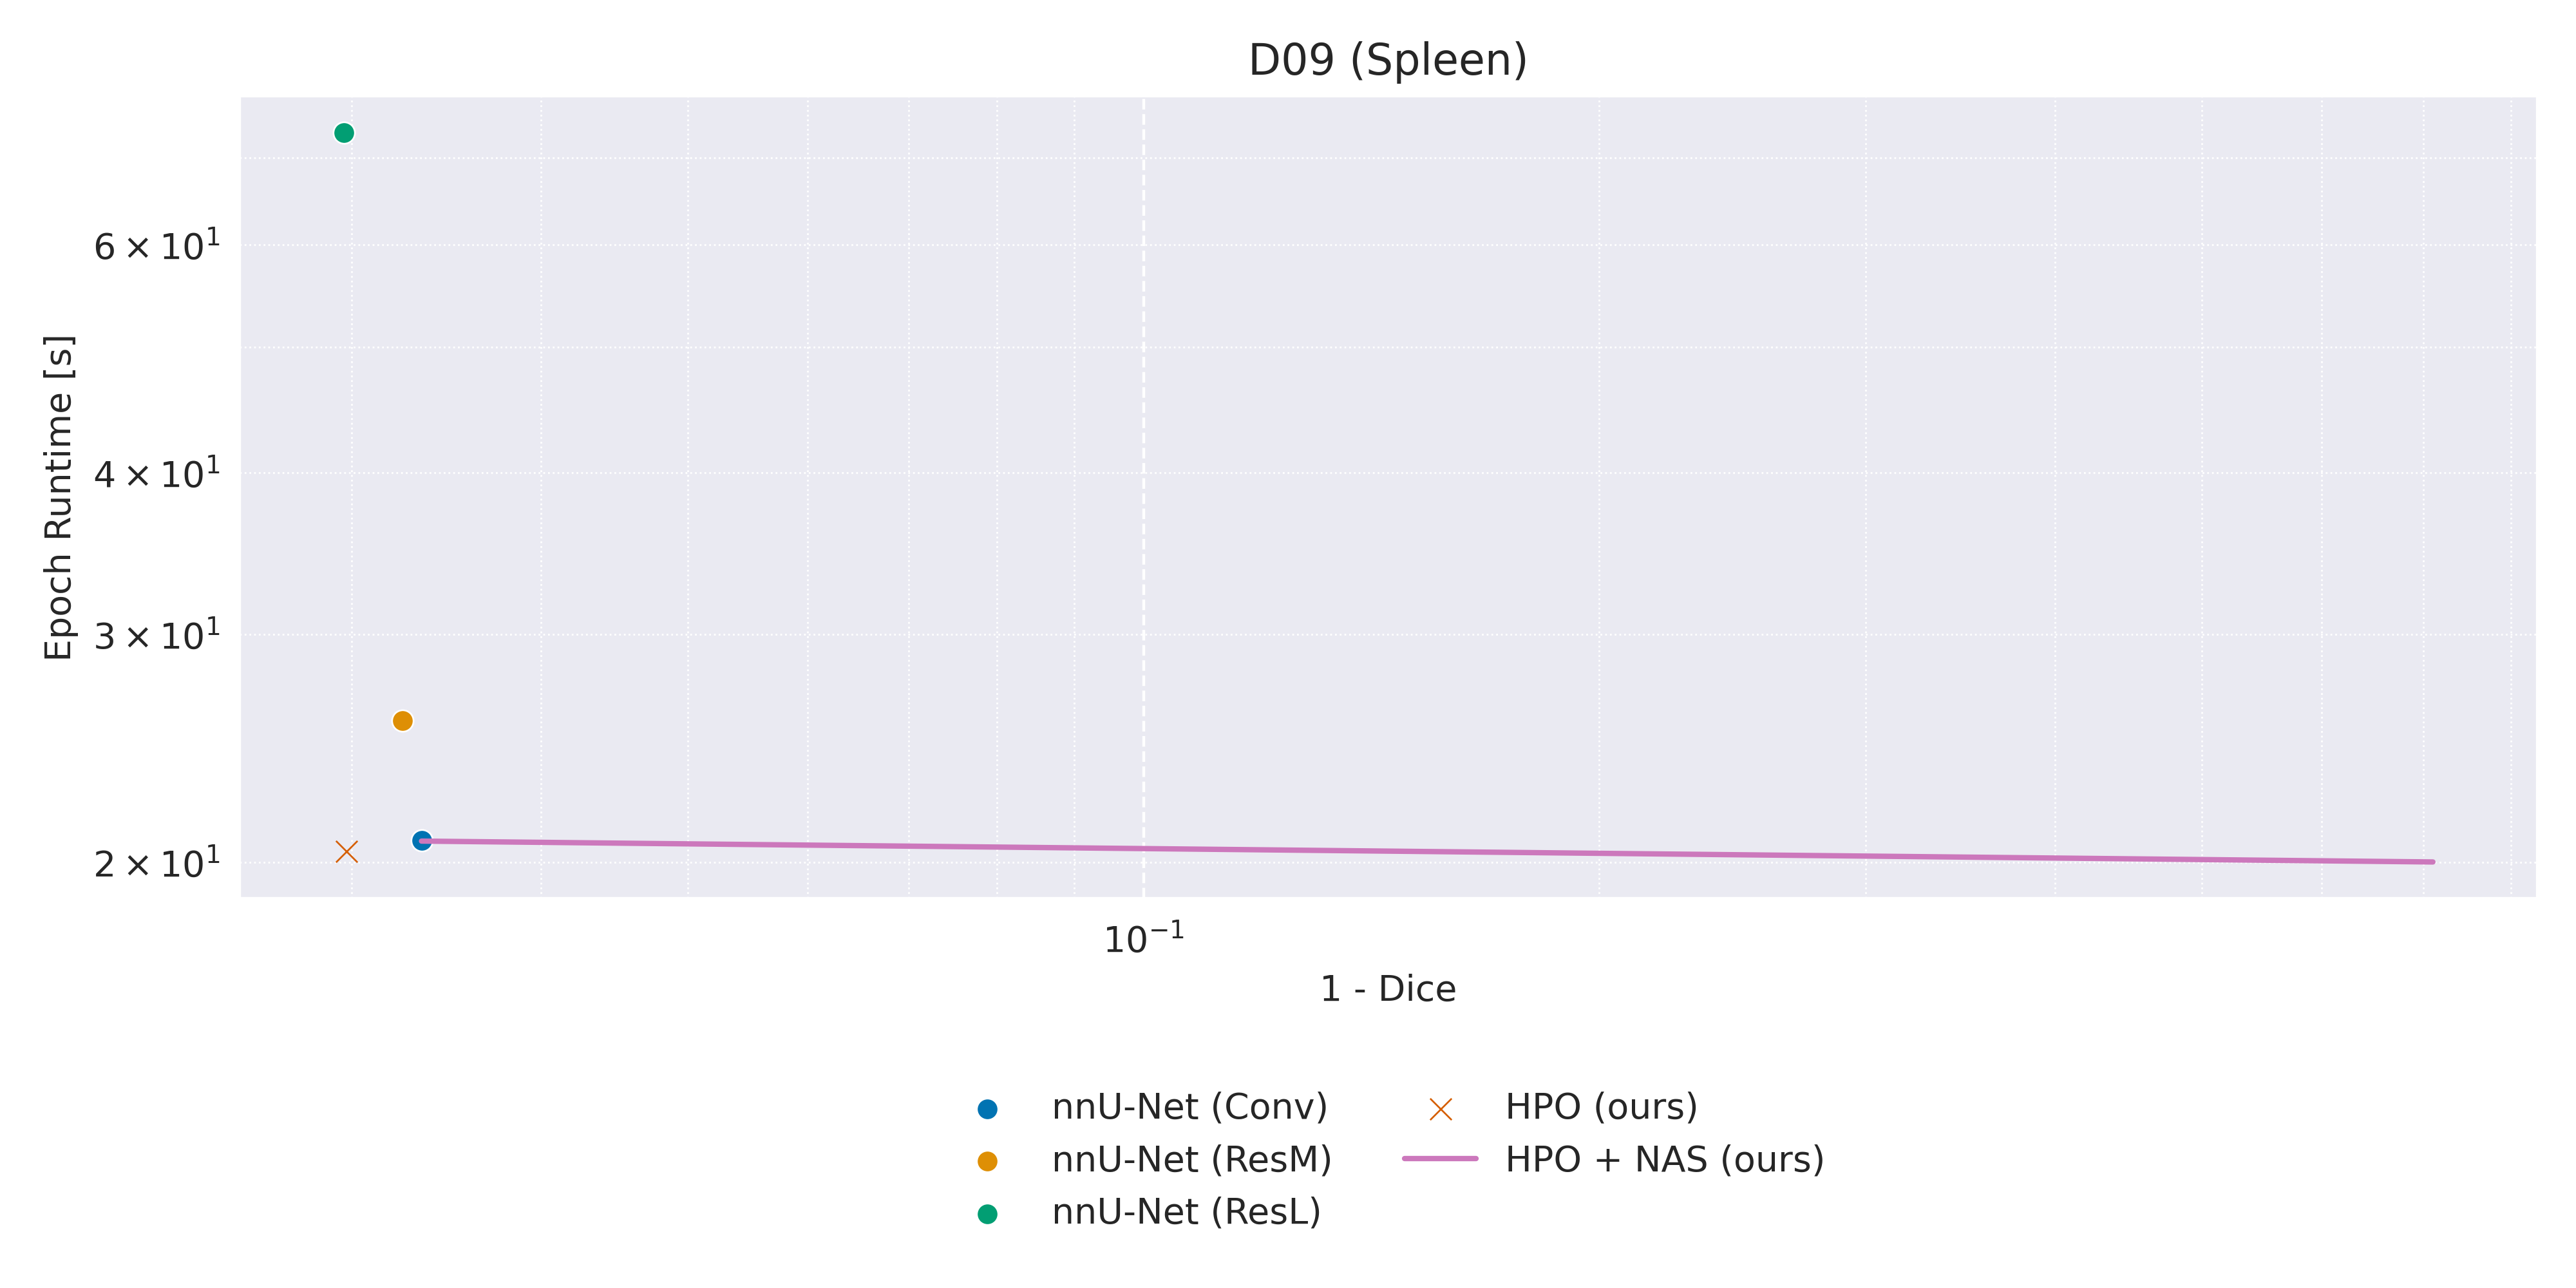 D09 (Spleen)
Epoch Runtime [s]
6 × 10¹
4 × 10¹
3 × 10¹
2 × 10¹
10⁻¹
1 - Dice
nnU-Net (Conv)
nnU-Net (ResM)
nnU-Net (ResL)
HPO (ours)
HPO + NAS (ours)